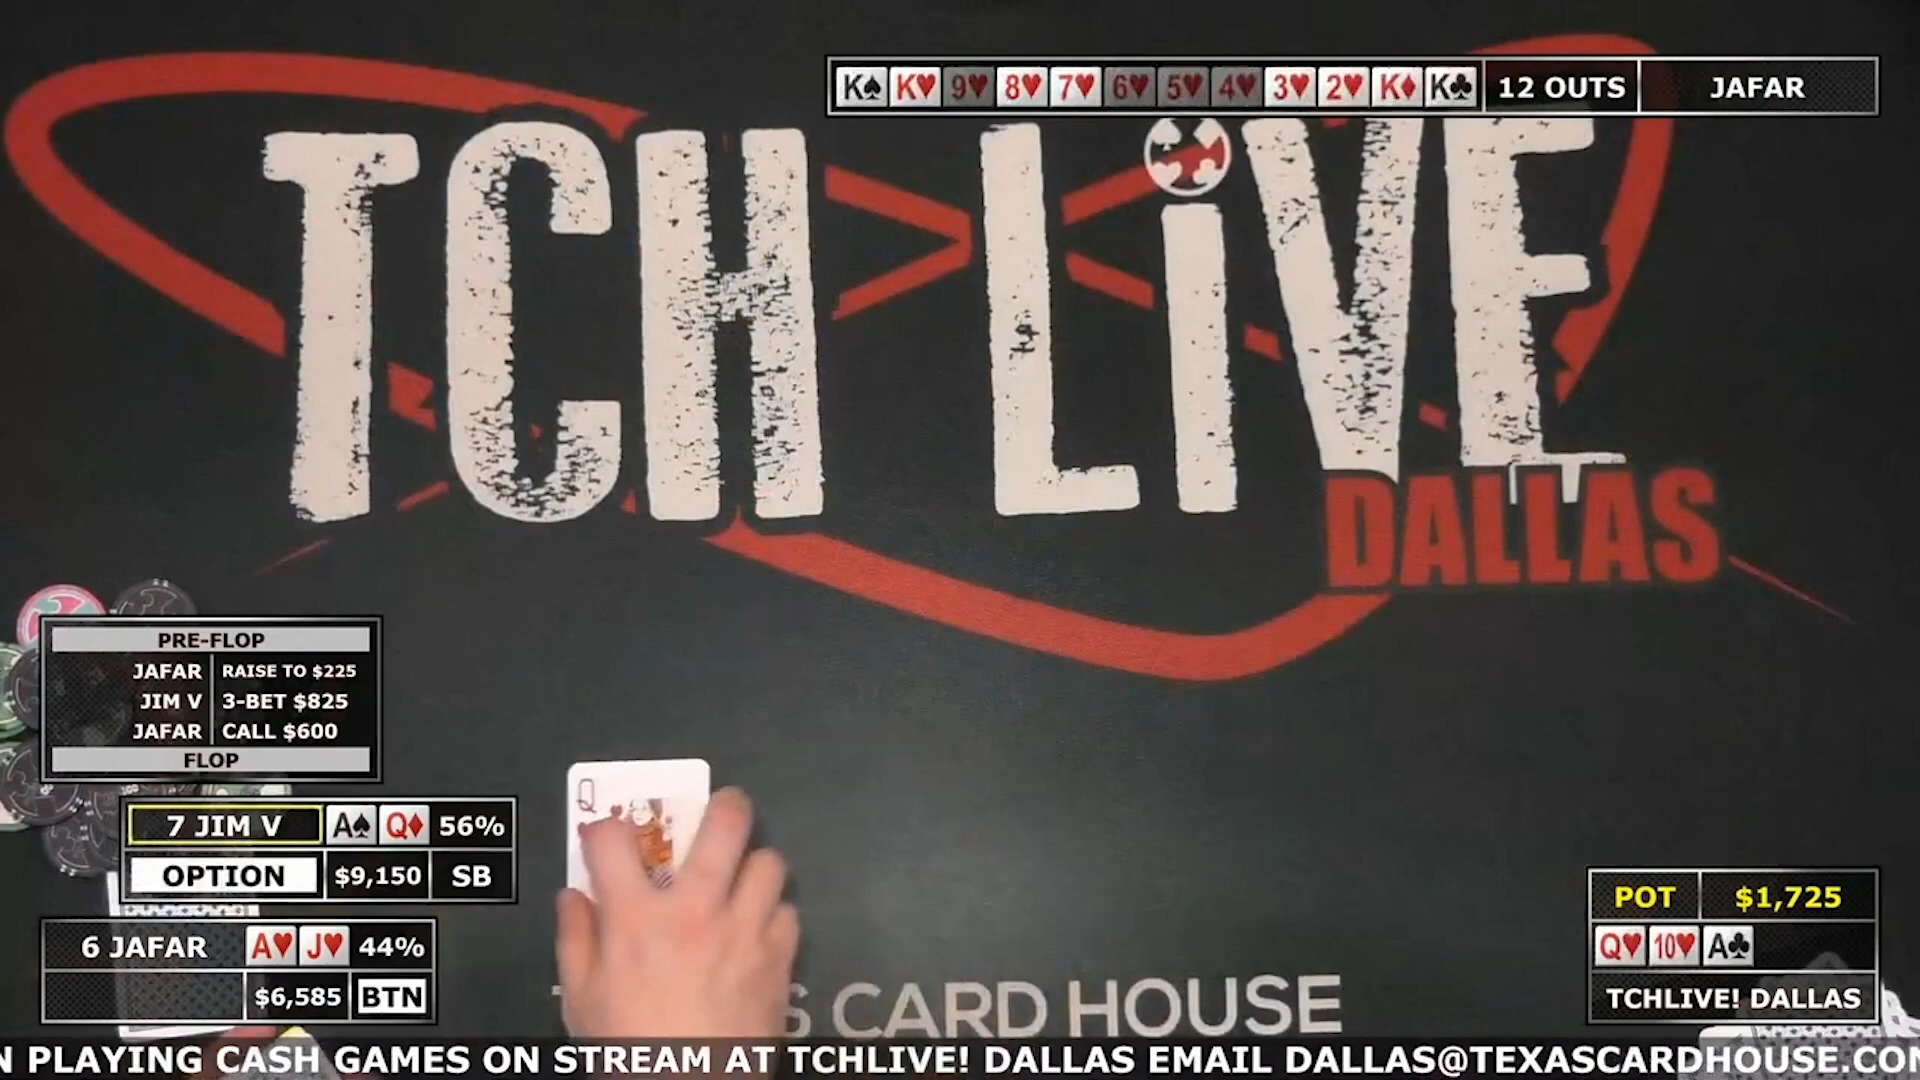 K♠ K♥ 9♥ 8♥ 7♥ 6♥ 5♥ 4♥ 3♥ 2♥ K♦ K♣ 12 OUTS JAFAR
TCH LiVE
DALLAS
PRE-FLOP
JAFAR RAISE TO $225
JIM V 3-BET $825
JAFAR CALL $600
FLOP
Q
7 JIM V A♠ Q♦ 56%
OPTION $9,150 SB
6 JAFAR A♥ J♥ 44%
$6,585 BTN
POT $1,725
Q♥ 10♥ A♣
TCHLIVE! DALLAS
CARD HOUSE
N PLAYING CASH GAMES ON STREAM AT TCHLIVE! DALLAS EMAIL DALLAS@TEXASCARDHOUSE.CO